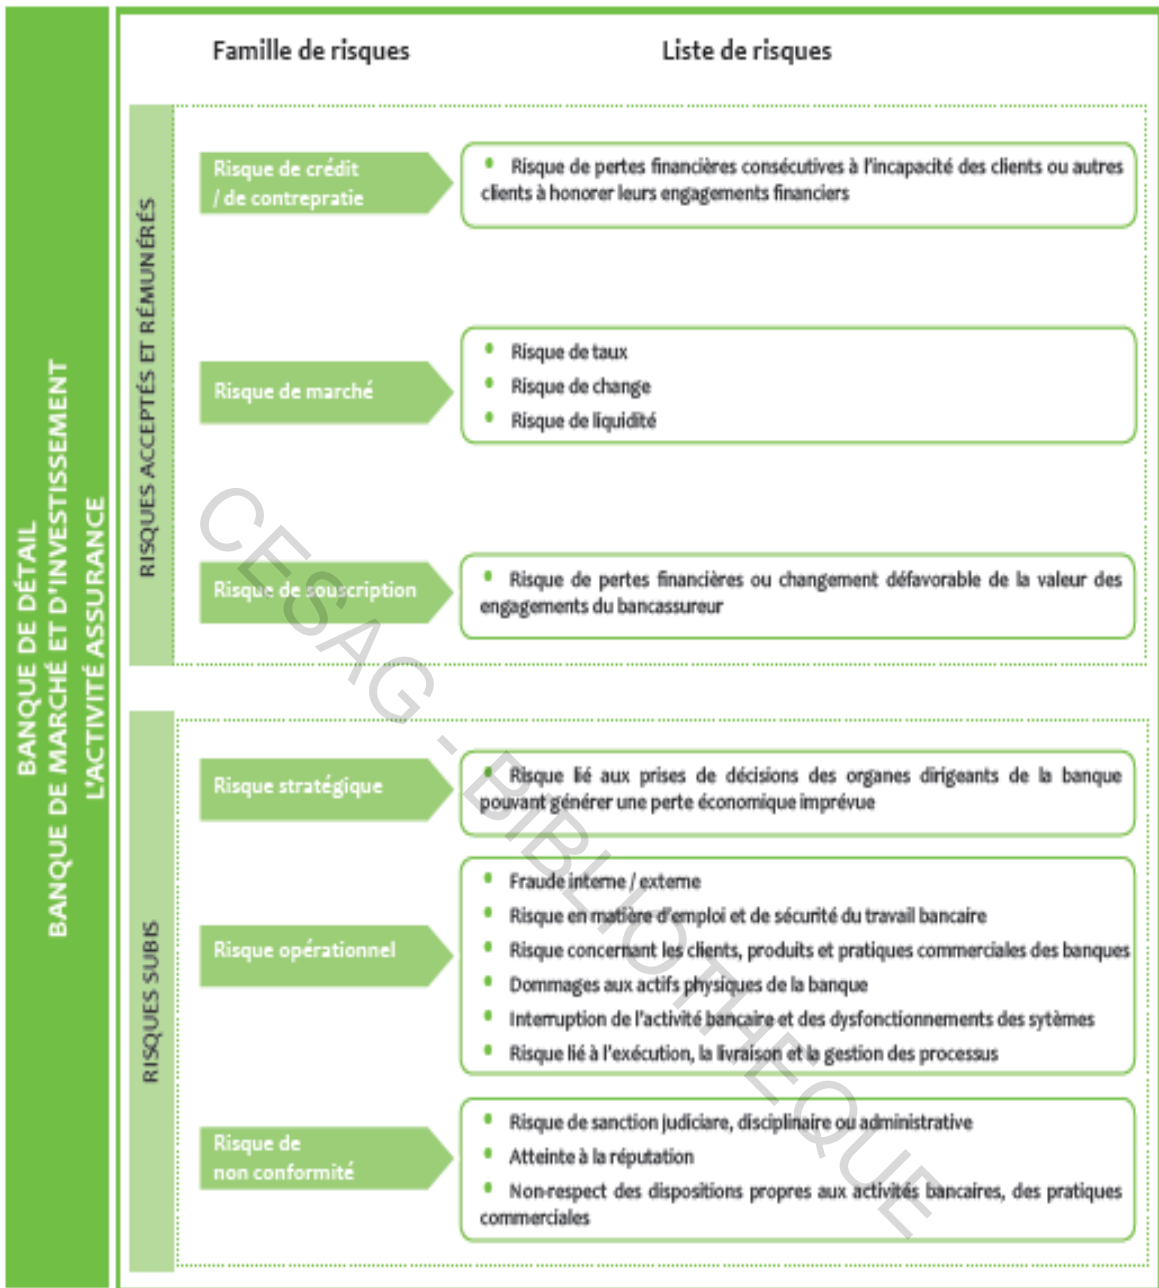 BANQUE DE DÉTAIL
BANQUE DE MARCHÉ ET D'INVESTISSEMENT
L'ACTIVITÉ ASSURANCE
Famille de risques
Liste de risques
RISQUES ACCEPTÉS ET RÉMUNÉRÉS
Risque de crédit
/ de contrepratie
• Risque de pertes financières consécutives à l'incapacité des clients ou autres
clients à honorer leurs engagements financiers
Risque de marché
• Risque de taux
• Risque de change
• Risque de liquidité
Risque de souscription
• Risque de pertes financières ou changement défavorable de la valeur des
engagements du bancassureur
RISQUES SUBIS
Risque stratégique
• Risque lié aux prises de décisions des organes dirigeants de la banque
pouvant générer une perte économique imprévue
Risque opérationnel
• Fraude interne / externe
• Risque en matière d'emploi et de sécurité du travail bancaire
• Risque concernant les clients, produits et pratiques commerciales des banques
• Dommages aux actifs physiques de la banque
• Interruption de l'activité bancaire et des dysfonctionnements des sytèmes
• Risque lié à l'exécution, la livraison et la gestion des processus
Risque de
non conformité
• Risque de sanction judiciare, disciplinaire ou administrative
• Atteinte à la réputation
• Non-respect des dispositions propres aux activités bancaires, des pratiques
commerciales
CESAG - BIBLIOTHEQUE